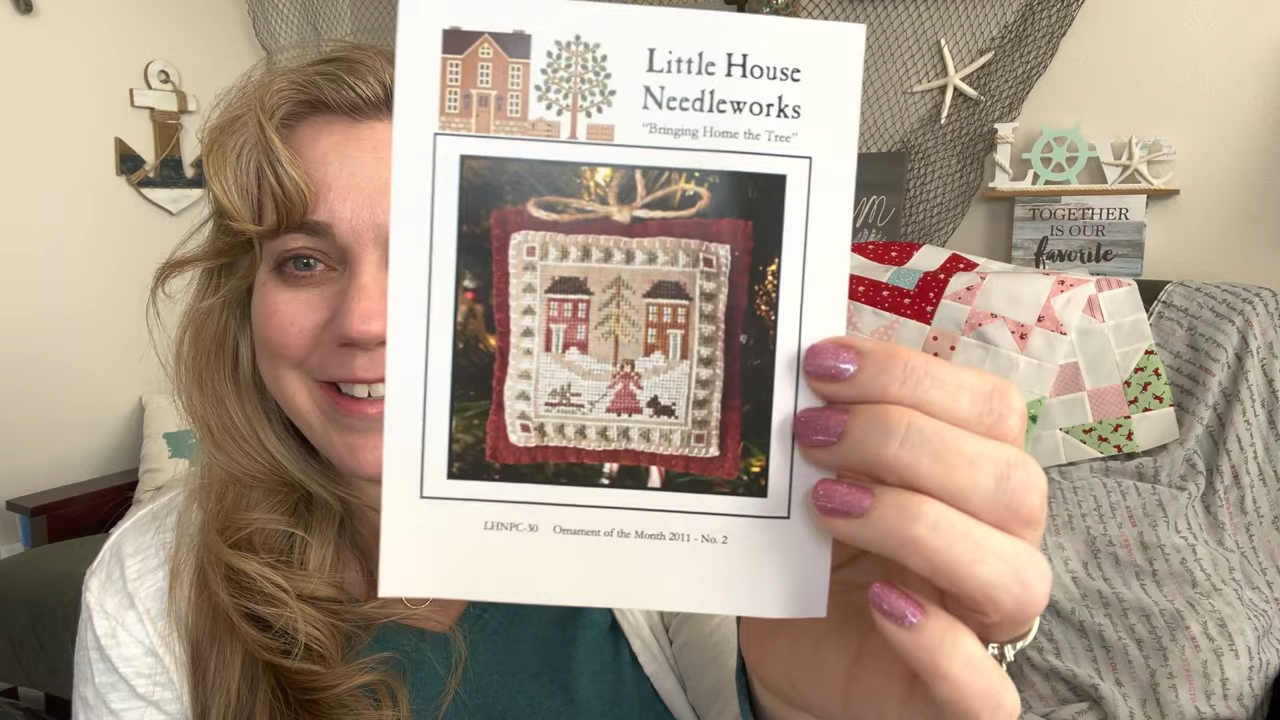 Little House
Needleworks
"Bringing Home the Tree"
LHNPC-30 Ornament of the Month 2011 - No. 2
TOGETHER
IS OUR
favorite
m